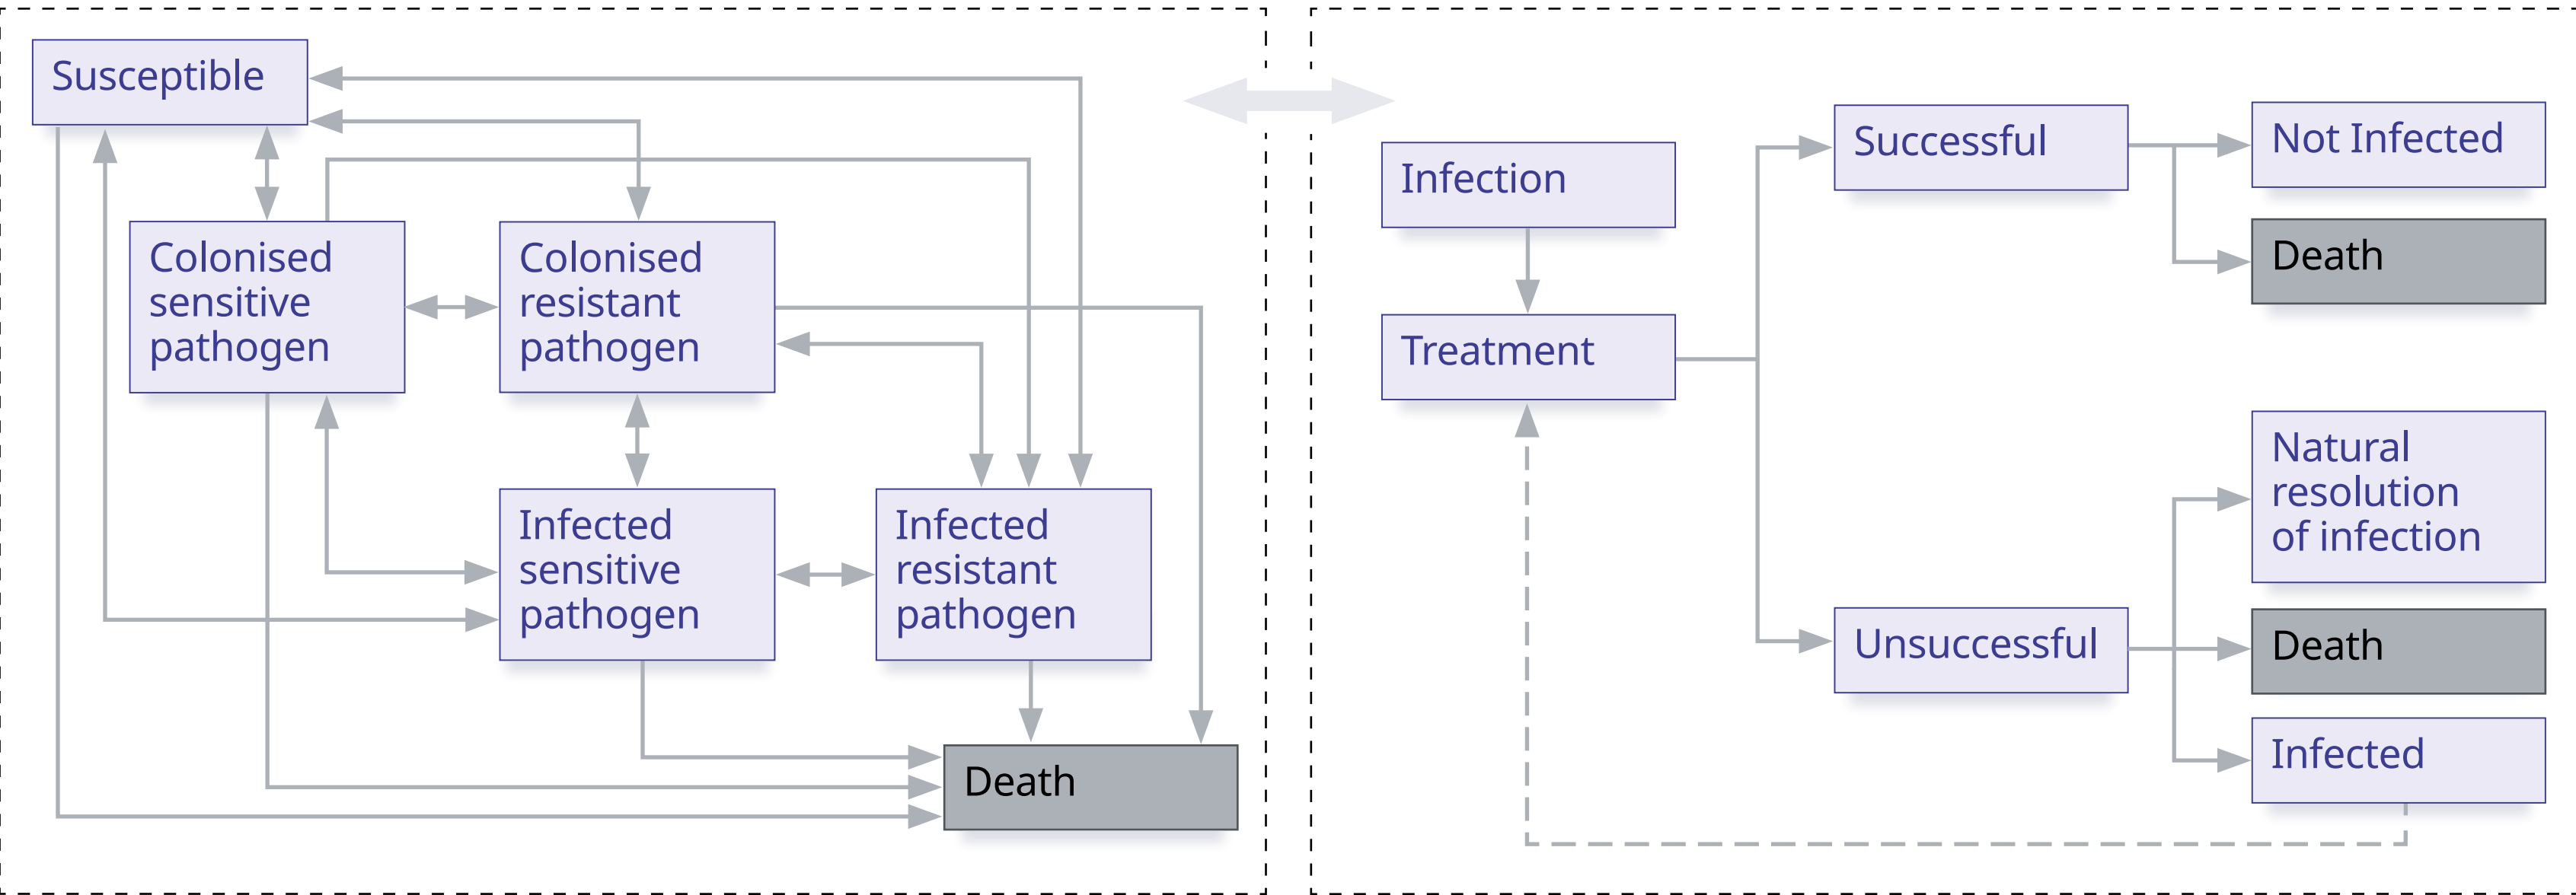 Susceptible
Colonised
sensitive
pathogen
Colonised
resistant
pathogen
Infected
sensitive
pathogen
Infected
resistant
pathogen
Death
Infection
Treatment
Successful
Unsuccessful
Not Infected
Death
Natural
resolution
of infection
Death
Infected